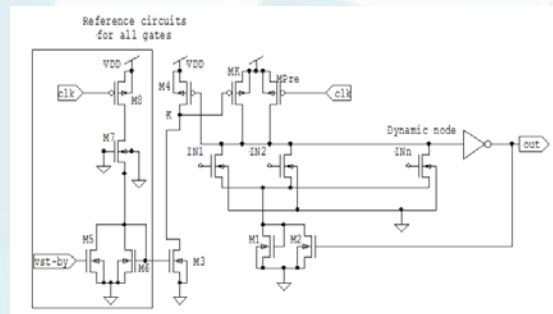 Reference circuits
for all gates
VDD
VDD
M4
MK
MPre
clk
M8
clk
K
M7
Dynamic node
IN1
IN2
INn
out
M5
M6
M3
M1
M2
vst-by